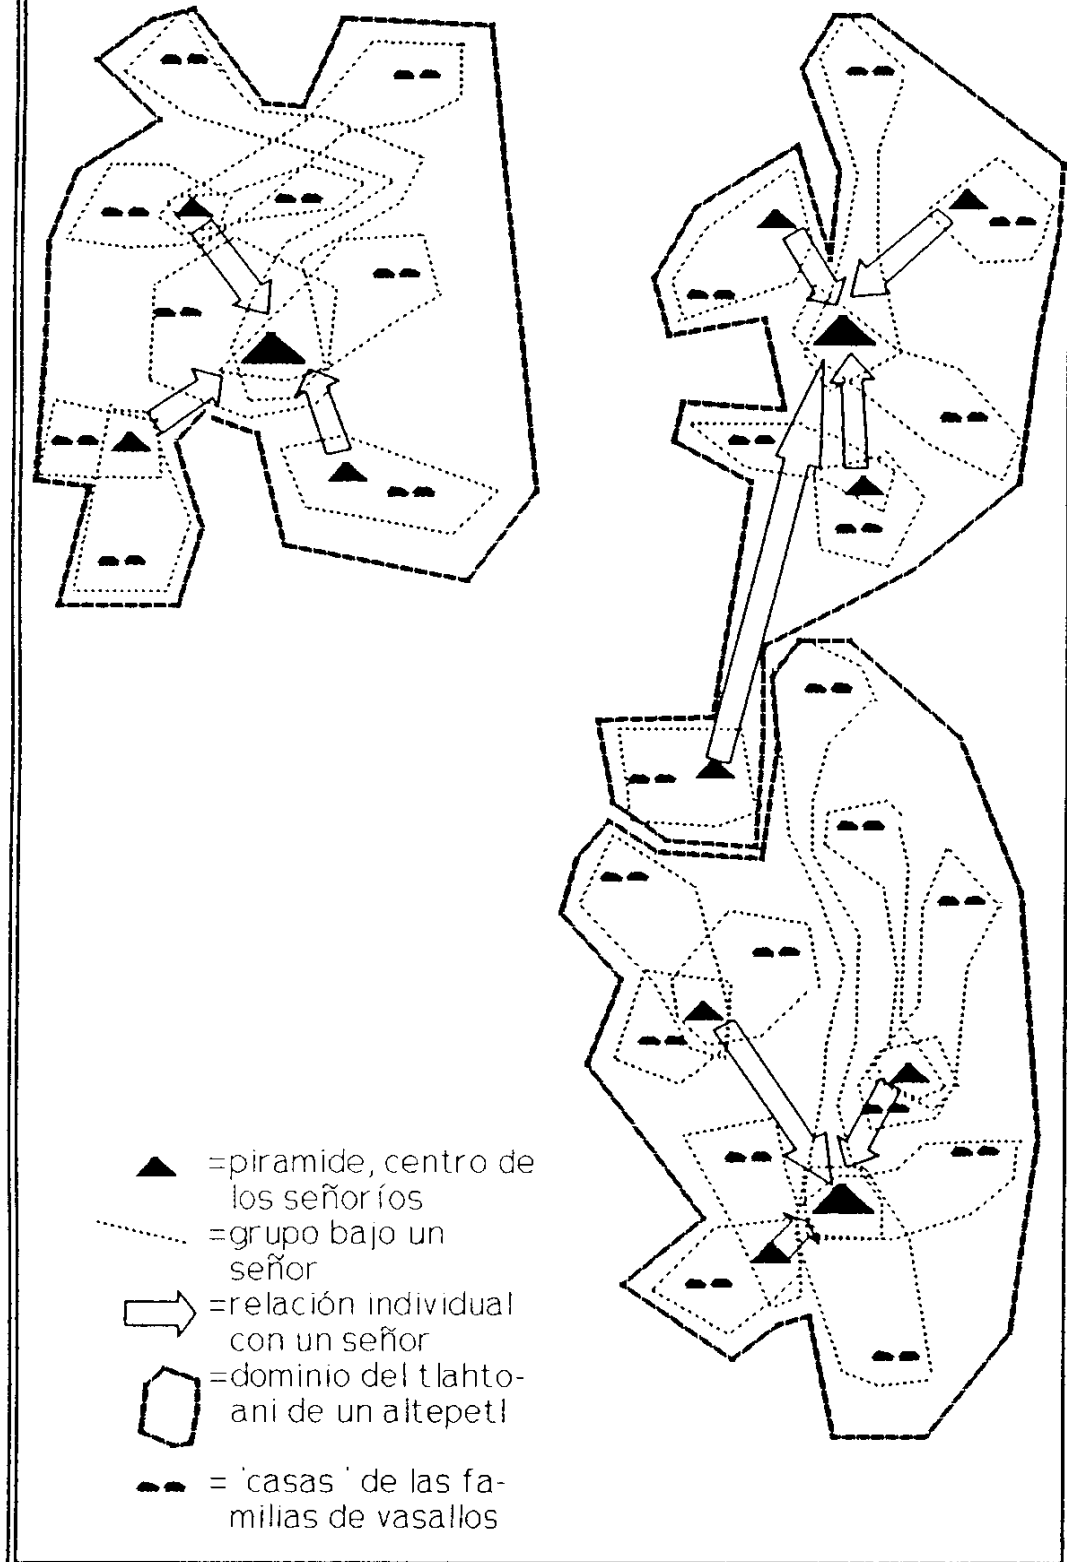 =piramide, centro de
los señoríos
=grupo bajo un
señor
=relación individual
con un señor
=dominio del tlahto-
ani de un altepetl
= 'casas' de las fa-
milias de vasallos